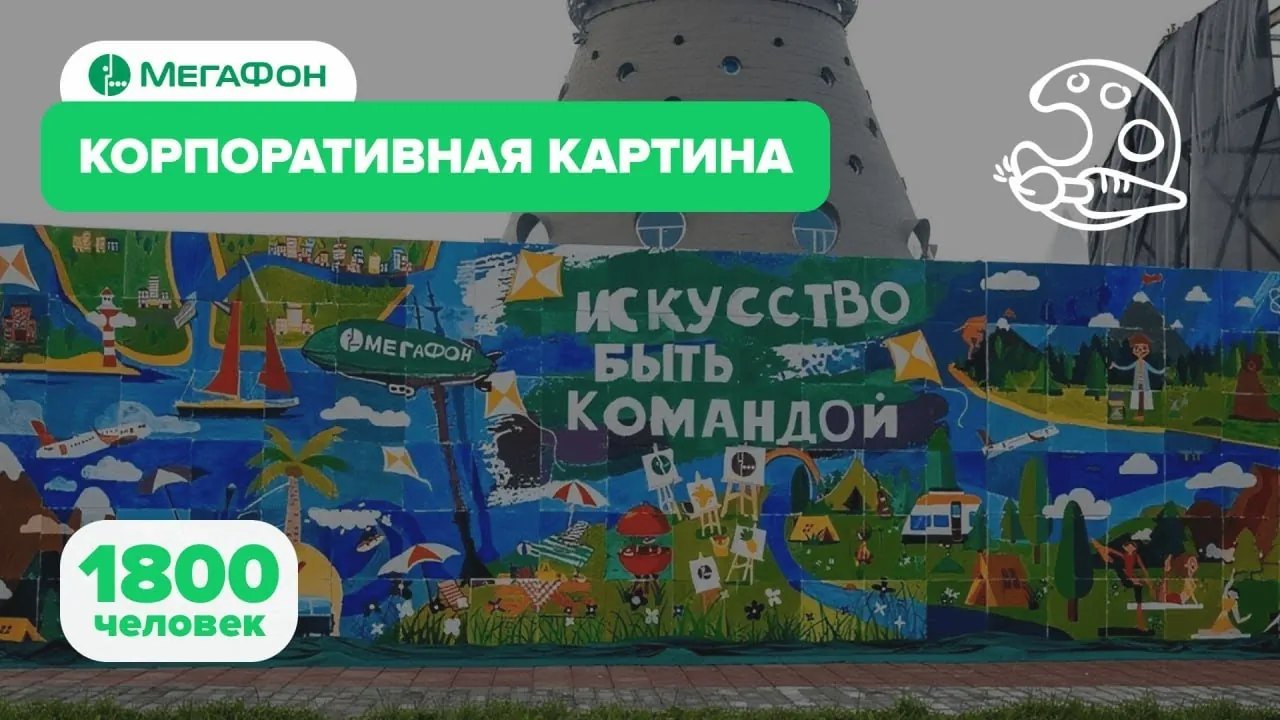 МегаФон
КОРПОРАТИВНАЯ КАРТИНА
ИСКУССТВО
БЫТЬ
КОМАНДОЙ
МегаФон
1800
человек